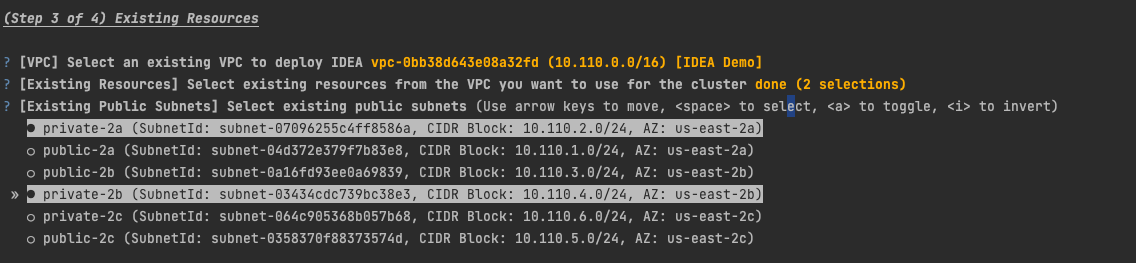 (Step 3 of 4) Existing Resources
? [VPC] Select an existing VPC to deploy IDEA vpc-0bb38d643e08a32fd (10.110.0.0/16) [IDEA Demo]
? [Existing Resources] Select existing resources from the VPC you want to use for the cluster done (2 selections)
? [Existing Public Subnets] Select existing public subnets (Use arrow keys to move, <space> to select, <a> to toggle, <i> to invert)
● private-2a (SubnetId: subnet-07096255c4ff8586a, CIDR Block: 10.110.2.0/24, AZ: us-east-2a)
○ public-2a (SubnetId: subnet-04d372e379f7b83e8, CIDR Block: 10.110.1.0/24, AZ: us-east-2a)
○ public-2b (SubnetId: subnet-0a16fd93ee0a69839, CIDR Block: 10.110.3.0/24, AZ: us-east-2b)
» ● private-2b (SubnetId: subnet-03434cdc739bc38e3, CIDR Block: 10.110.4.0/24, AZ: us-east-2b)
○ private-2c (SubnetId: subnet-064c905368b057b68, CIDR Block: 10.110.6.0/24, AZ: us-east-2c)
○ public-2c (SubnetId: subnet-0358370f88373574d, CIDR Block: 10.110.5.0/24, AZ: us-east-2c)